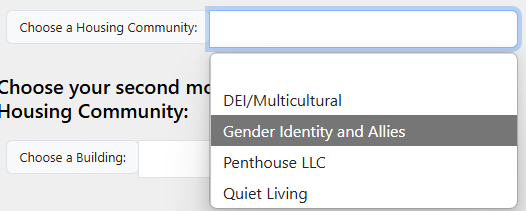 Choose a Housing Community:
DEI/Multicultural
Choose your second mo
Gender Identity and Allies
Housing Community:
Penthouse LLC
Choose a Building:
Quiet Living